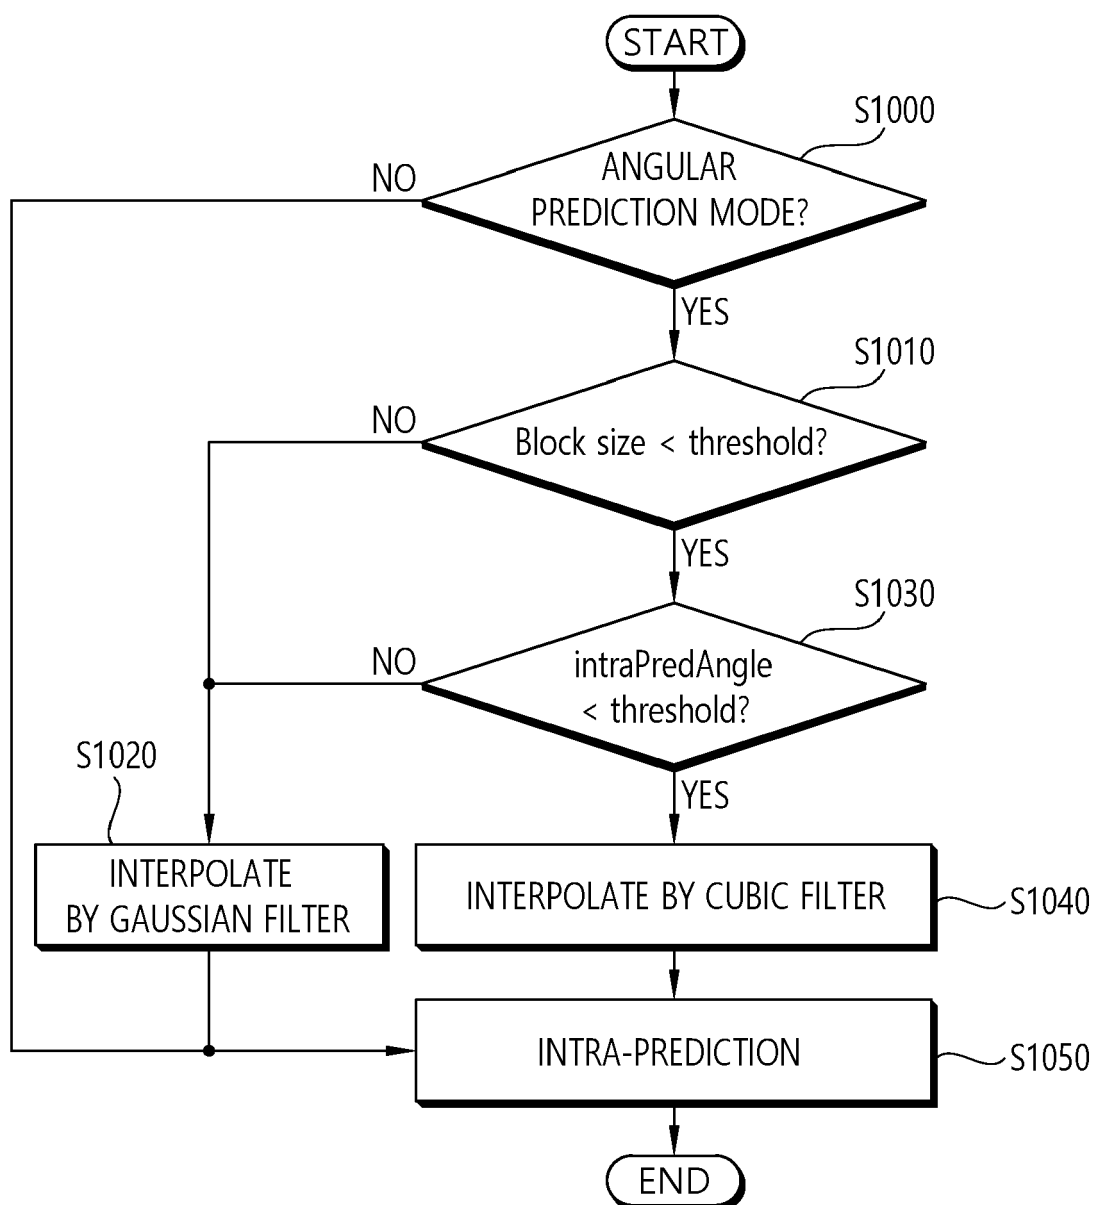 START
S1000
NO
ANGULAR
PREDICTION MODE?
YES
S1010
NO
Block size < threshold?
YES
S1030
NO
intraPredAngle
< threshold?
S1020
YES
INTERPOLATE
BY GAUSSIAN FILTER
INTERPOLATE BY CUBIC FILTER
S1040
INTRA-PREDICTION
S1050
END